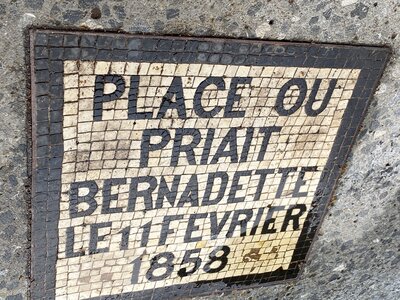 PLACE OU
PRIAIT
BERNADETTE
LE 11 FEVRIER
1858